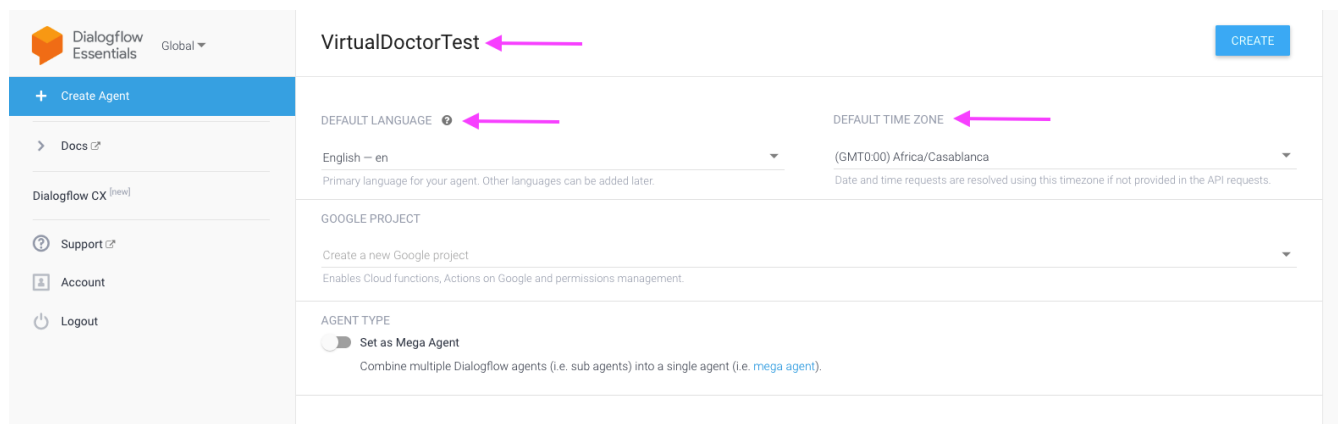 Dialogflow
Essentials
Global
Create Agent
Docs
Dialogflow CX [new]
Support
Account
Logout
VirtualDoctorTest
CREATE
DEFAULT LANGUAGE ?
DEFAULT TIME ZONE
English — en
(GMT0:00) Africa/Casablanca
Primary language for your agent. Other languages can be added later.
Date and time requests are resolved using this timezone if not provided in the API requests.
GOOGLE PROJECT
Create a new Google project
Enables Cloud functions, Actions on Google and permissions management.
AGENT TYPE
Set as Mega Agent
Combine multiple Dialogflow agents (i.e. sub agents) into a single agent (i.e. mega agent).